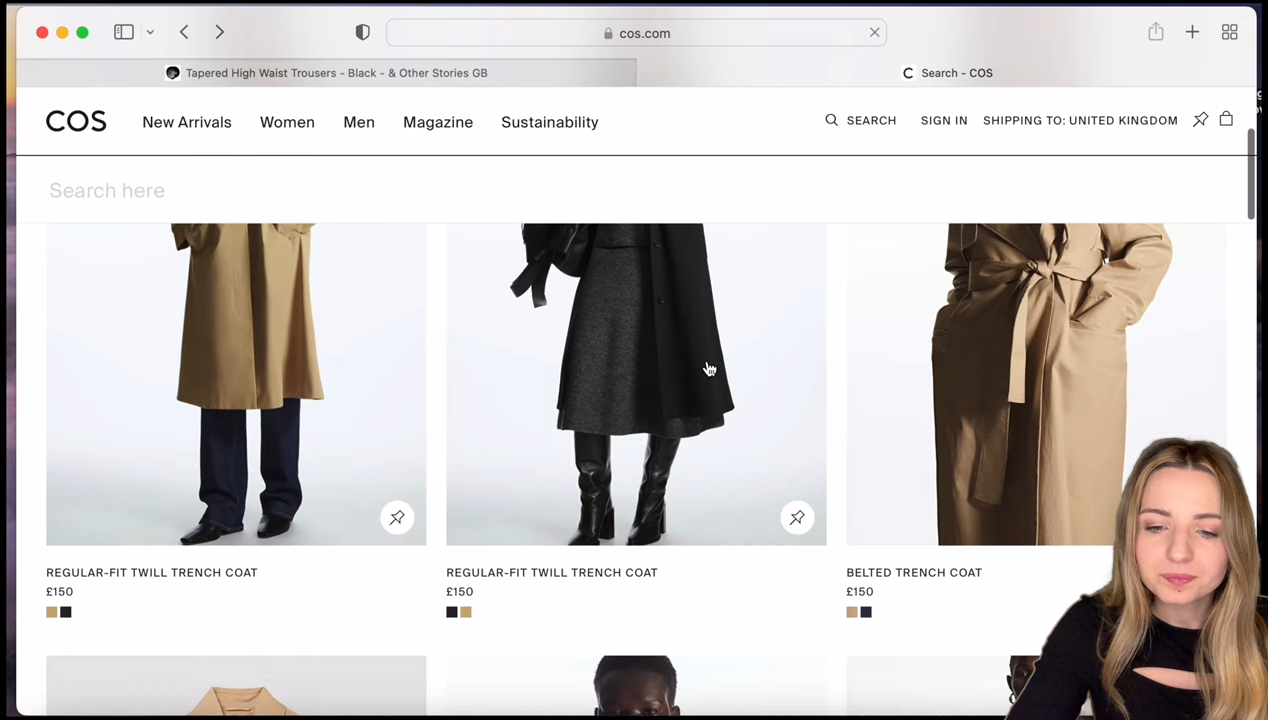 cos.com
Tapered High Waist Trousers - Black - & Other Stories GB
C Search - COS
COS New Arrivals Women Men Magazine Sustainability SEARCH SIGN IN SHIPPING TO: UNITED KINGDOM
Search here
REGULAR-FIT TWILL TRENCH COAT
£150
REGULAR-FIT TWILL TRENCH COAT
£150
BELTED TRENCH COAT
£150